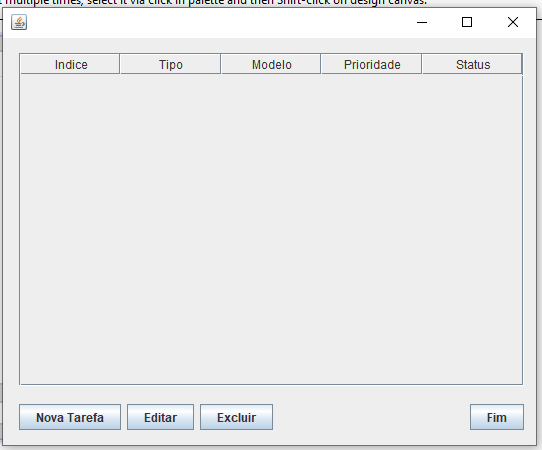 t multiple times, select it via click in palette and then Shift-click on design canvas.
Indice Tipo Modelo Prioridade Status
Nova Tarefa Editar Excluir Fim